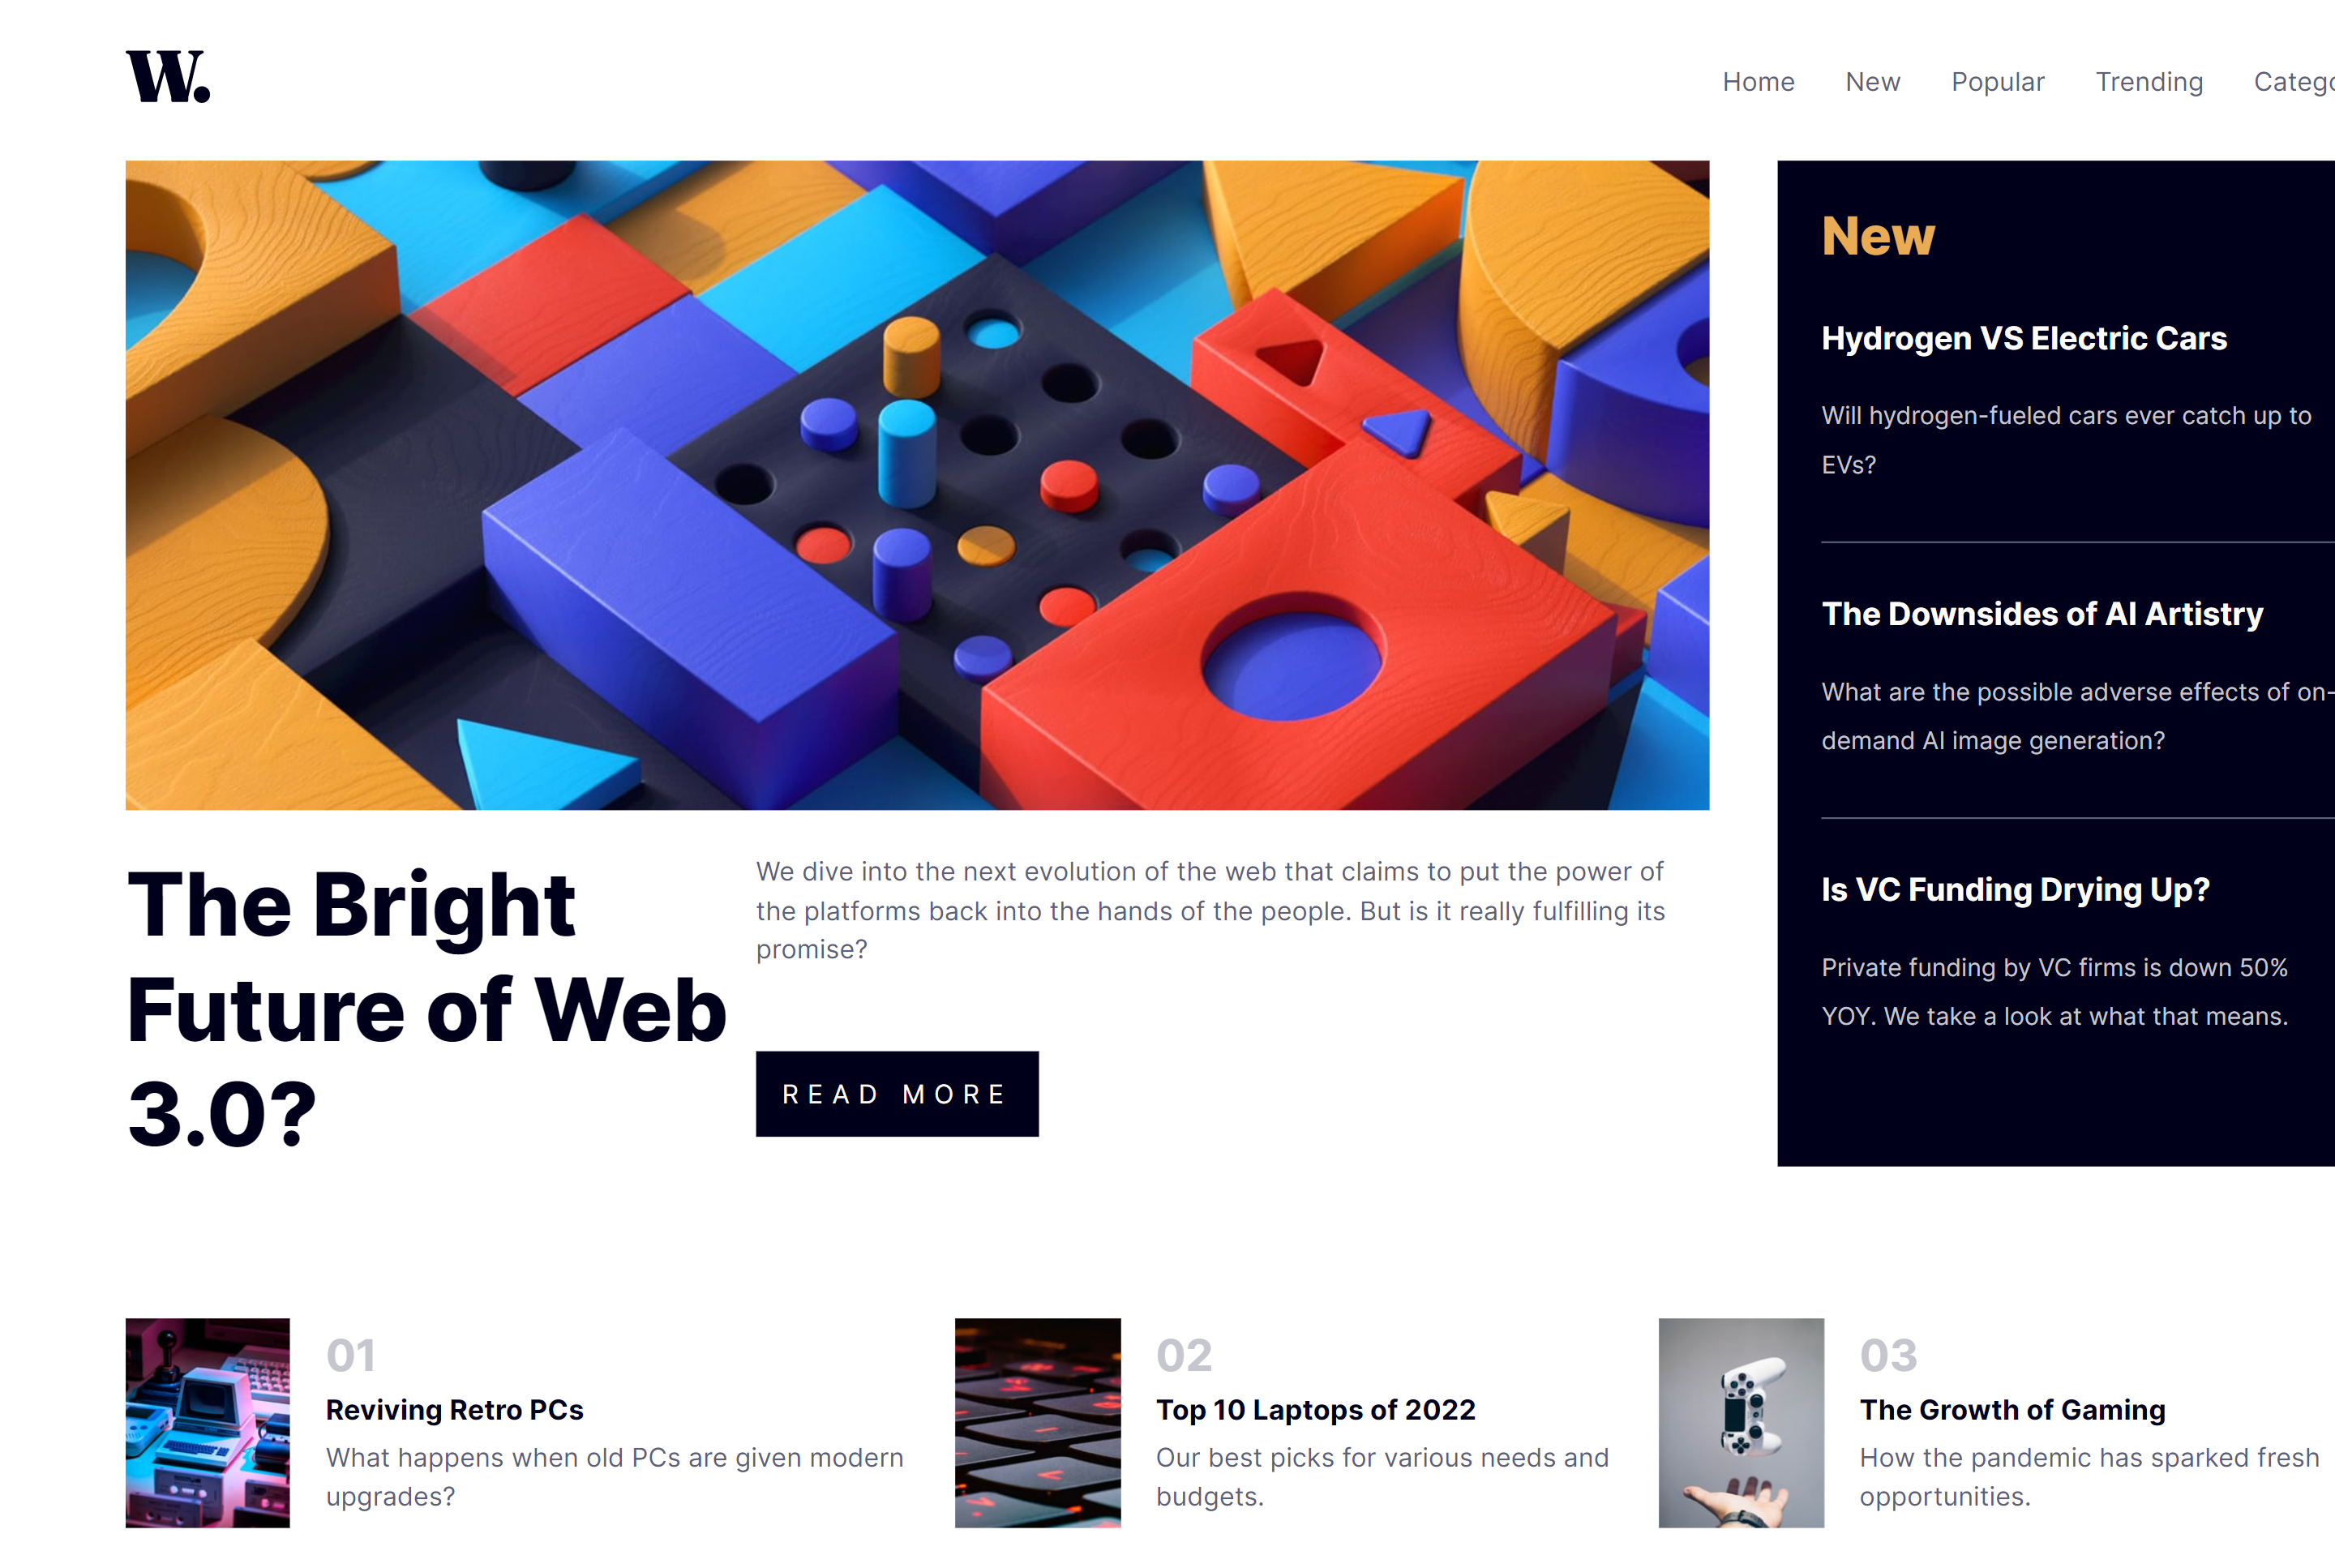 W.
Home New Popular Trending Catego
The Bright
Future of Web
3.0?
We dive into the next evolution of the web that claims to put the power of
the platforms back into the hands of the people. But is it really fulfilling its
promise?
READ MORE
New
Hydrogen VS Electric Cars
Will hydrogen-fueled cars ever catch up to
EVs?
The Downsides of AI Artistry
What are the possible adverse effects of on-
demand AI image generation?
Is VC Funding Drying Up?
Private funding by VC firms is down 50%
YOY. We take a look at what that means.
01
Reviving Retro PCs
What happens when old PCs are given modern
upgrades?
02
Top 10 Laptops of 2022
Our best picks for various needs and
budgets.
03
The Growth of Gaming
How the pandemic has sparked fresh
opportunities.